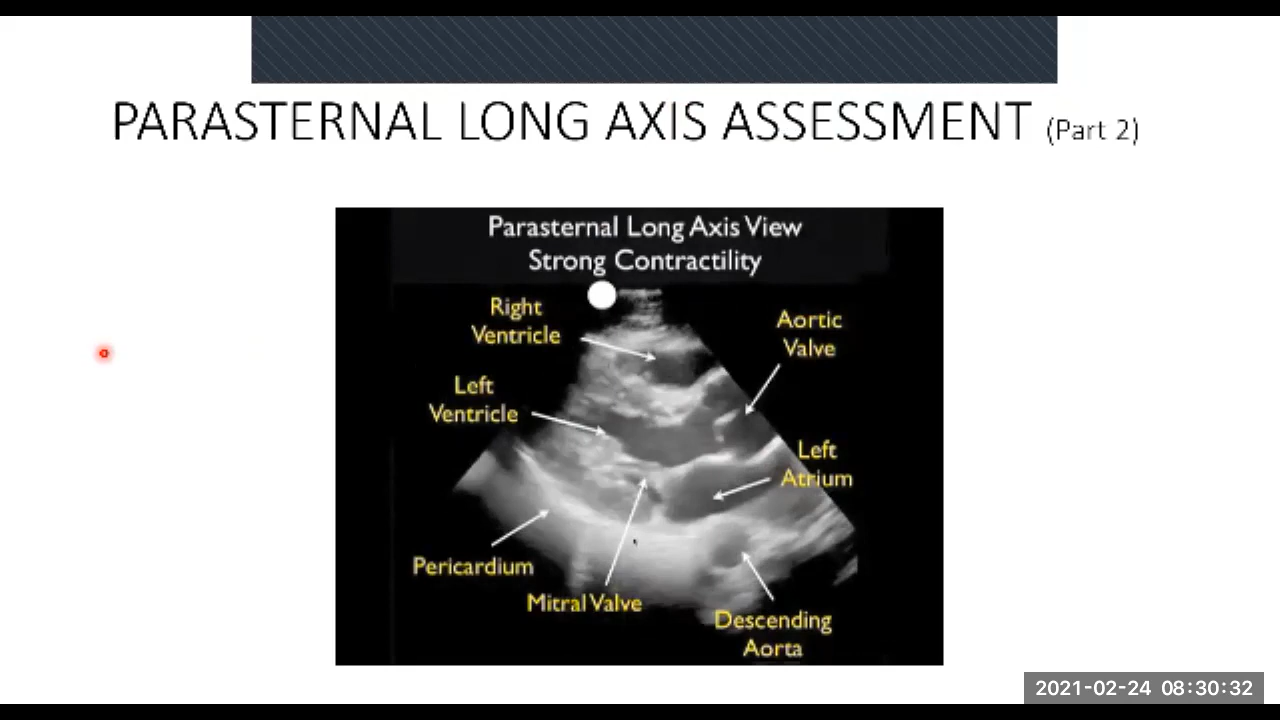 PARASTERNAL LONG AXIS ASSESSMENT (Part 2)
Parasternal Long Axis View
Strong Contractility
Right
Ventricle
Aortic
Valve
Left
Ventricle
Left
Atrium
Pericardium
Mitral Valve
Descending
Aorta
2021-02-24 08:30:32